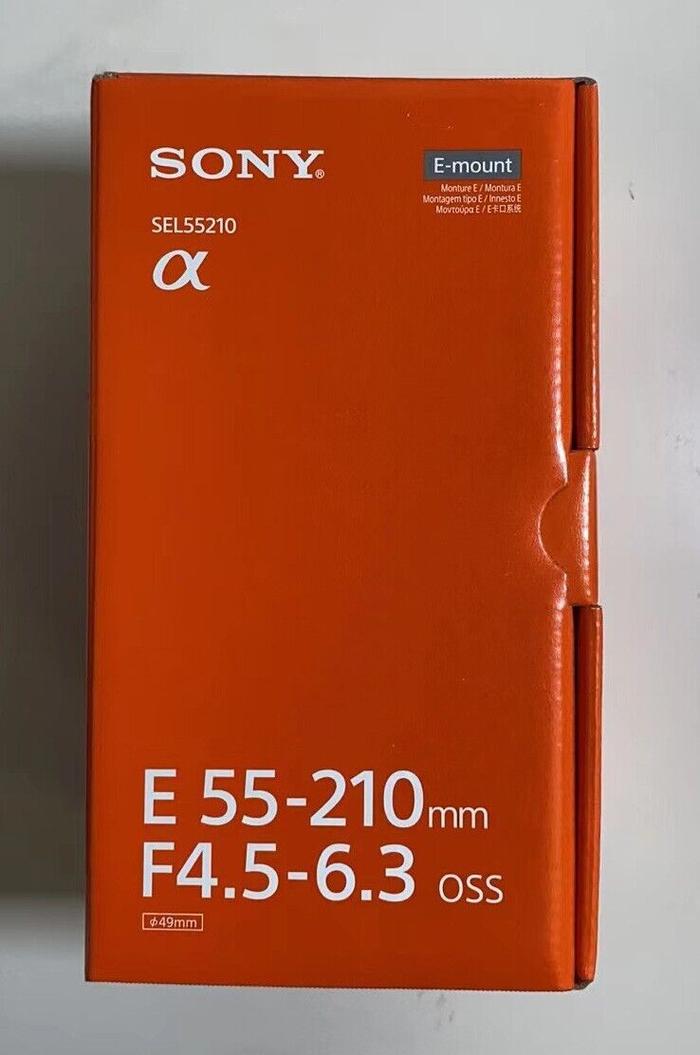 SONY®
E-mount
Monture E / Montura E
Montagem tipo E / Innesto E
Μοντούρα E / E卡口系统
SEL55210
α
E 55-210mm
F4.5-6.3 OSS
ϕ49mm